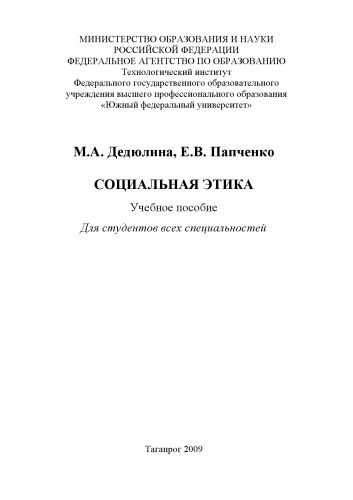 МИНИСТЕРСТВО ОБРАЗОВАНИЯ И НАУКИ
РОССИЙСКОЙ ФЕДЕРАЦИИ
ФЕДЕРАЛЬНОЕ АГЕНТСТВО ПО ОБРАЗОВАНИЮ
Технологический институт
Федерального государственного образовательного
учреждения высшего профессионального образования
«Южный федеральный университет»
М.А. Дедюлина, Е.В. Папченко
СОЦИАЛЬНАЯ ЭТИКА
Учебное пособие
Для студентов всех специальностей
Таганрог 2009